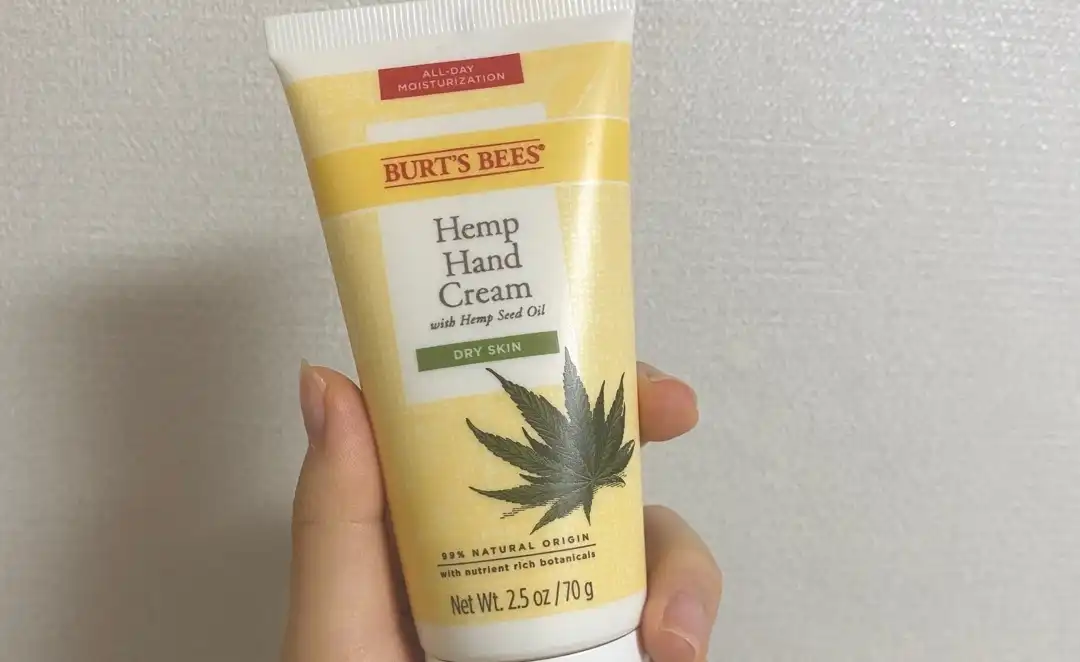 ALL-DAY
MOISTURIZATION
BURT'S BEES®
Hemp
Hand
Cream
with Hemp Seed Oil
DRY SKIN
99% NATURAL ORIGIN
with nutrient rich botanicals
Net Wt. 2.5 oz / 70 g